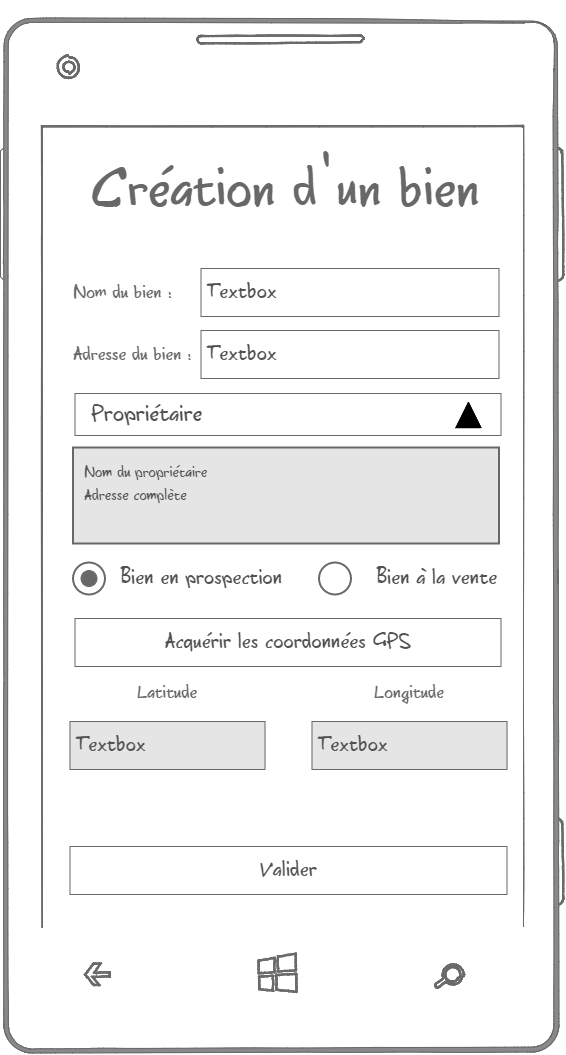 Création d'un bien
Nom du bien :
Textbox
Adresse du bien :
Textbox
Propriétaire
Nom du propriétaire
Adresse complète
Bien en prospection
Bien à la vente
Acquérir les coordonnées GPS
Latitude
Longitude
Textbox
Textbox
Valider